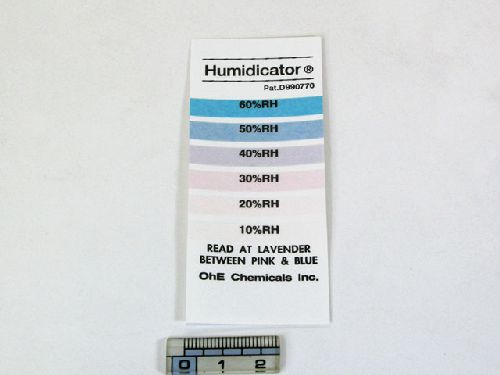 Humidicator®
Pat.D990770
60%RH
50%RH
40%RH
30%RH
20%RH
10%RH
READ AT LAVENDER
BETWEEN PINK & BLUE
OhE Chemicals Inc.
0 1 2